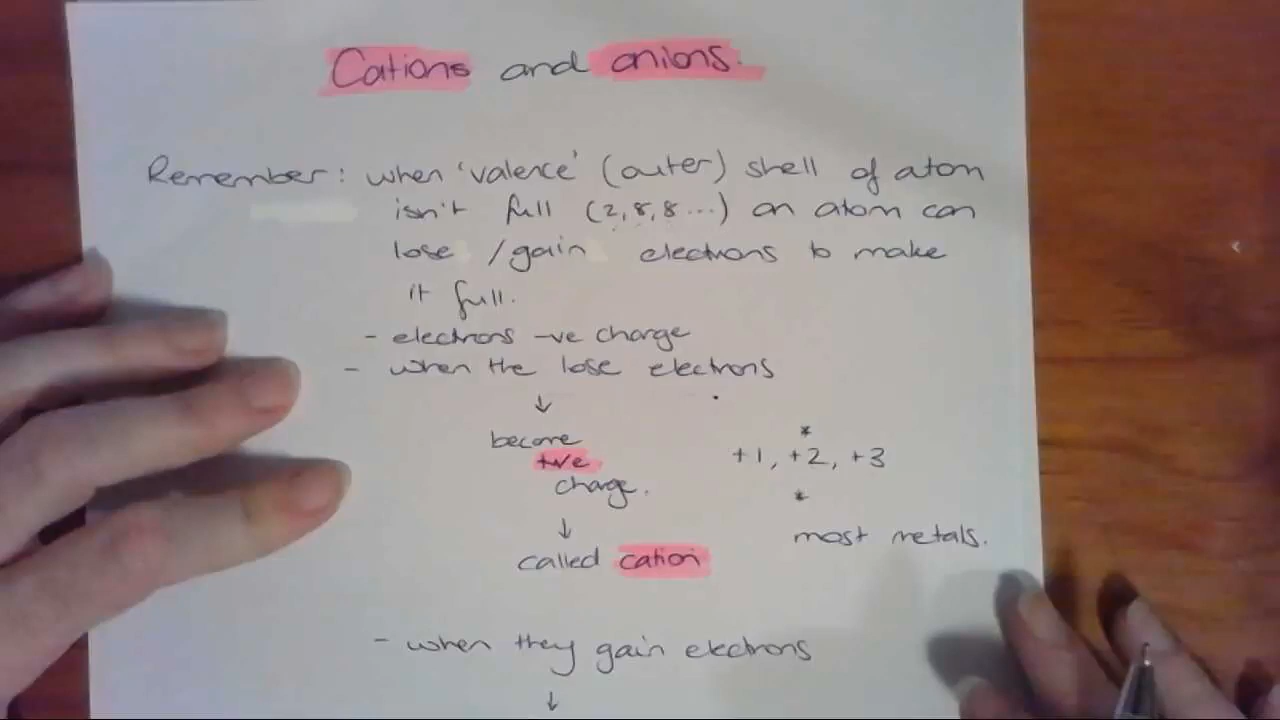 Cations and anions.
Remember: when 'valence' (outer) shell of atom
isn't full (2,8,8...) an atom can
lose /gain electrons to make
it full.
- electrons -ve charge
- when the lose electrons
↓
become
+ve
charge.
*
+1, +2, +3
*
most metals.
↓
called cation
- when they gain electrons
↓